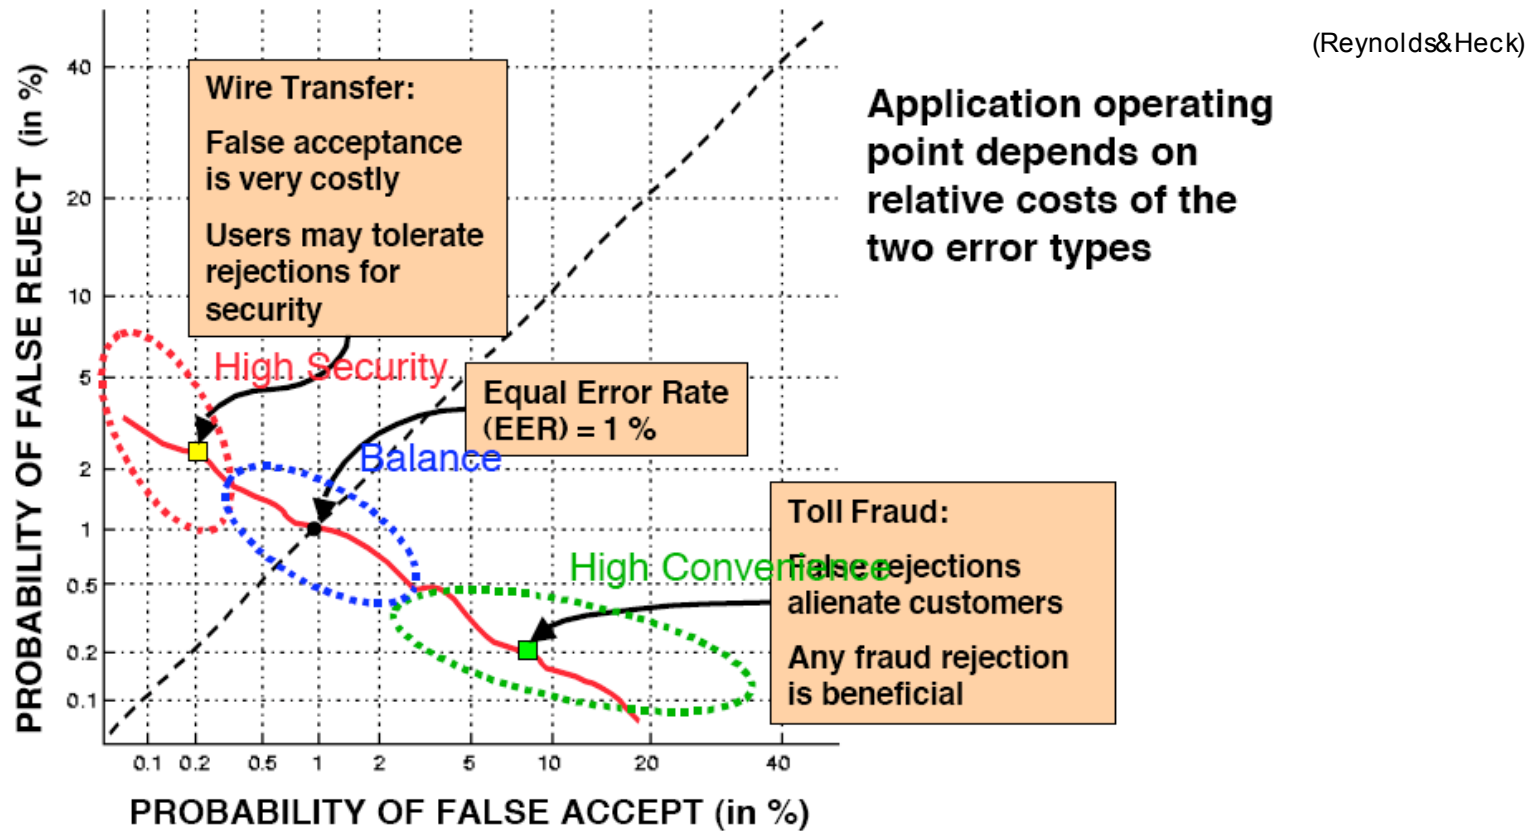 (Reynolds&Heck)
Application operating
point depends on
relative costs of the
two error types
PROBABILITY OF FALSE REJECT (in %)
40
20
10
5
2
1
0.5
0.2
0.1
Wire Transfer:
False acceptance
is very costly
Users may tolerate
rejections for
security
High Security
Equal Error Rate
(EER) = 1 %
Balance
Toll Fraud:
High Convenience
False rejections
alienate customers
Any fraud rejection
is beneficial
0.1 0.2 0.5 1 2 5 10 20 40
PROBABILITY OF FALSE ACCEPT (in %)